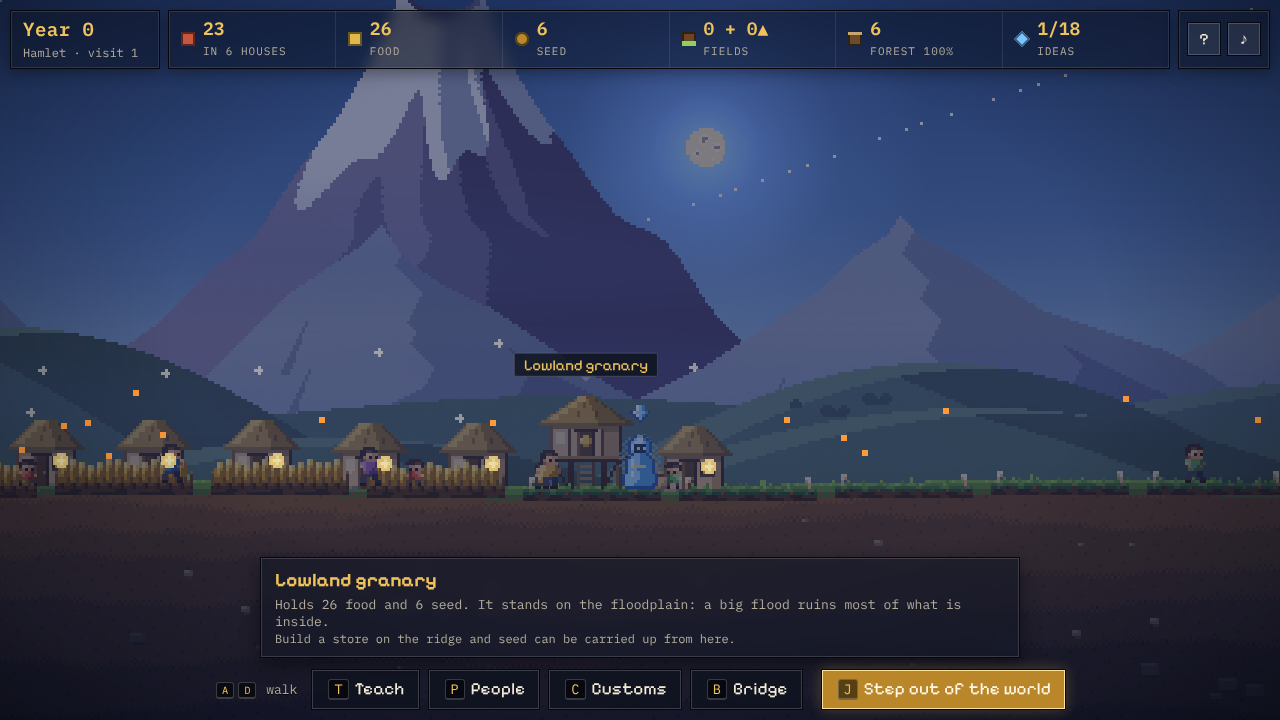 Year 0
Hamlet · visit 1
23
IN 6 HOUSES
26
FOOD
6
SEED
0 + 0▲
FIELDS
6
FOREST 100%
1/18
IDEAS
?
♪
Lowland granary
Lowland granary
Holds 26 food and 6 seed. It stands on the floodplain: a big flood ruins most of what is
inside.
Build a store on the ridge and seed can be carried up from here.
A D walk
T Teach
P People
C Customs
B Bridge
J Step out of the world